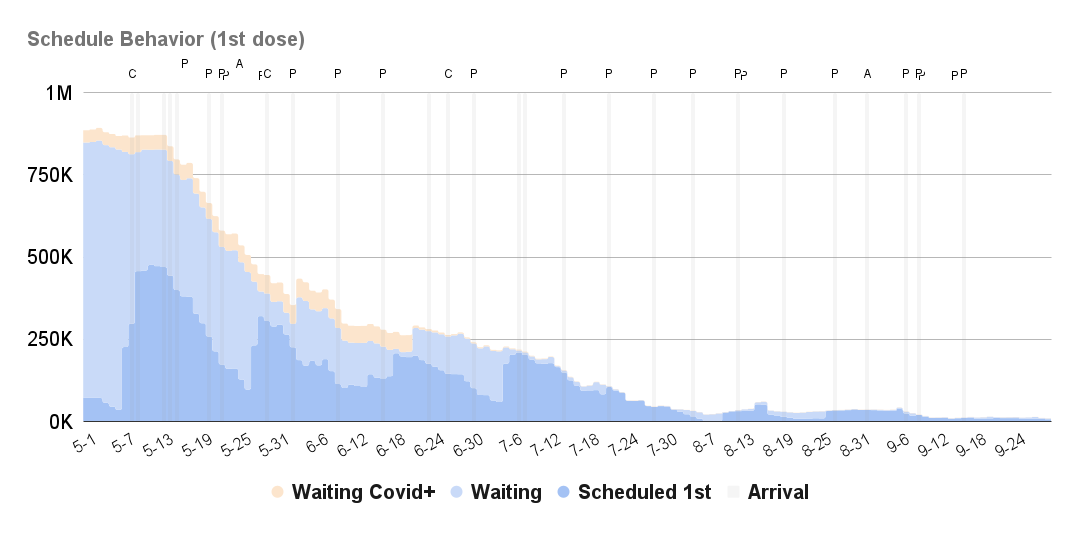 Schedule Behavior (1st dose)
C P P P P A P C P P P C P P P P P P P P P A P P P P P
1M
750K
500K
250K
0K
5-1 5-7 5-13 5-19 5-25 5-31 6-6 6-12 6-18 6-24 6-30 7-6 7-12 7-18 7-24 7-30 8-7 8-13 8-19 8-25 8-31 9-6 9-12 9-18 9-24
Waiting Covid+ Waiting Scheduled 1st Arrival